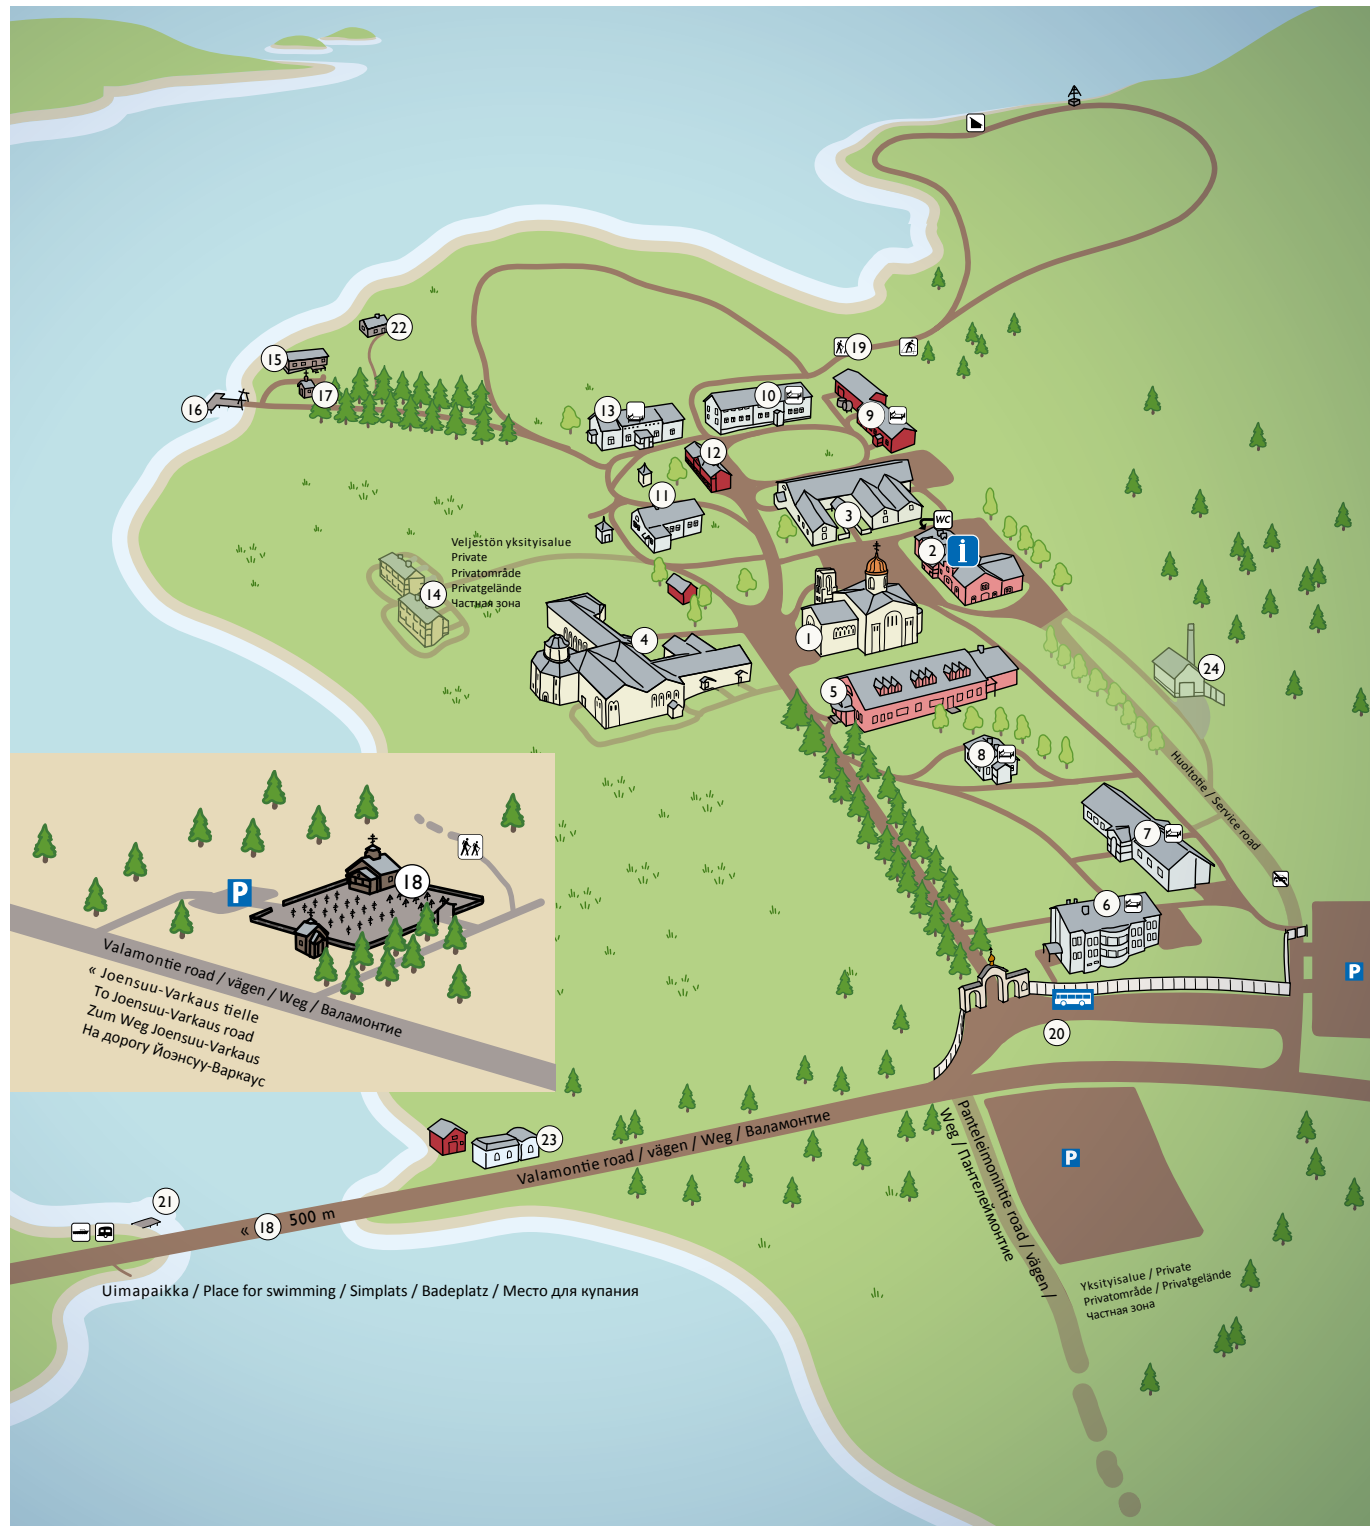 22
15
17
16
19
10
13
9
12
11
3
WC
2
i
Veljestön yksityisalue
Private
Privatområde
Privatgelände
Частная зона
14
4
1
5
24
8
Huoltotie / Service road
7
6
P
20
18
P
Valamontie road / vägen / Weg / Валамонтие
« Joensuu-Varkaus tielle
To Joensuu-Varkaus road
Zum Weg Joensuu-Varkaus
На дорогу Йоэнсуу-Варкаус
23
Valamontie road / vägen / Weg / Валамонтие
Panteleimonintie road / vägen /
Weg / Пантелеймонтие
P
21
« 18 500 m
Uimapaikka / Place for swimming / Simplats / Badeplatz / Место для купания
Yksityisalue / Private
Privatområde / Privatgelände
Частная зона